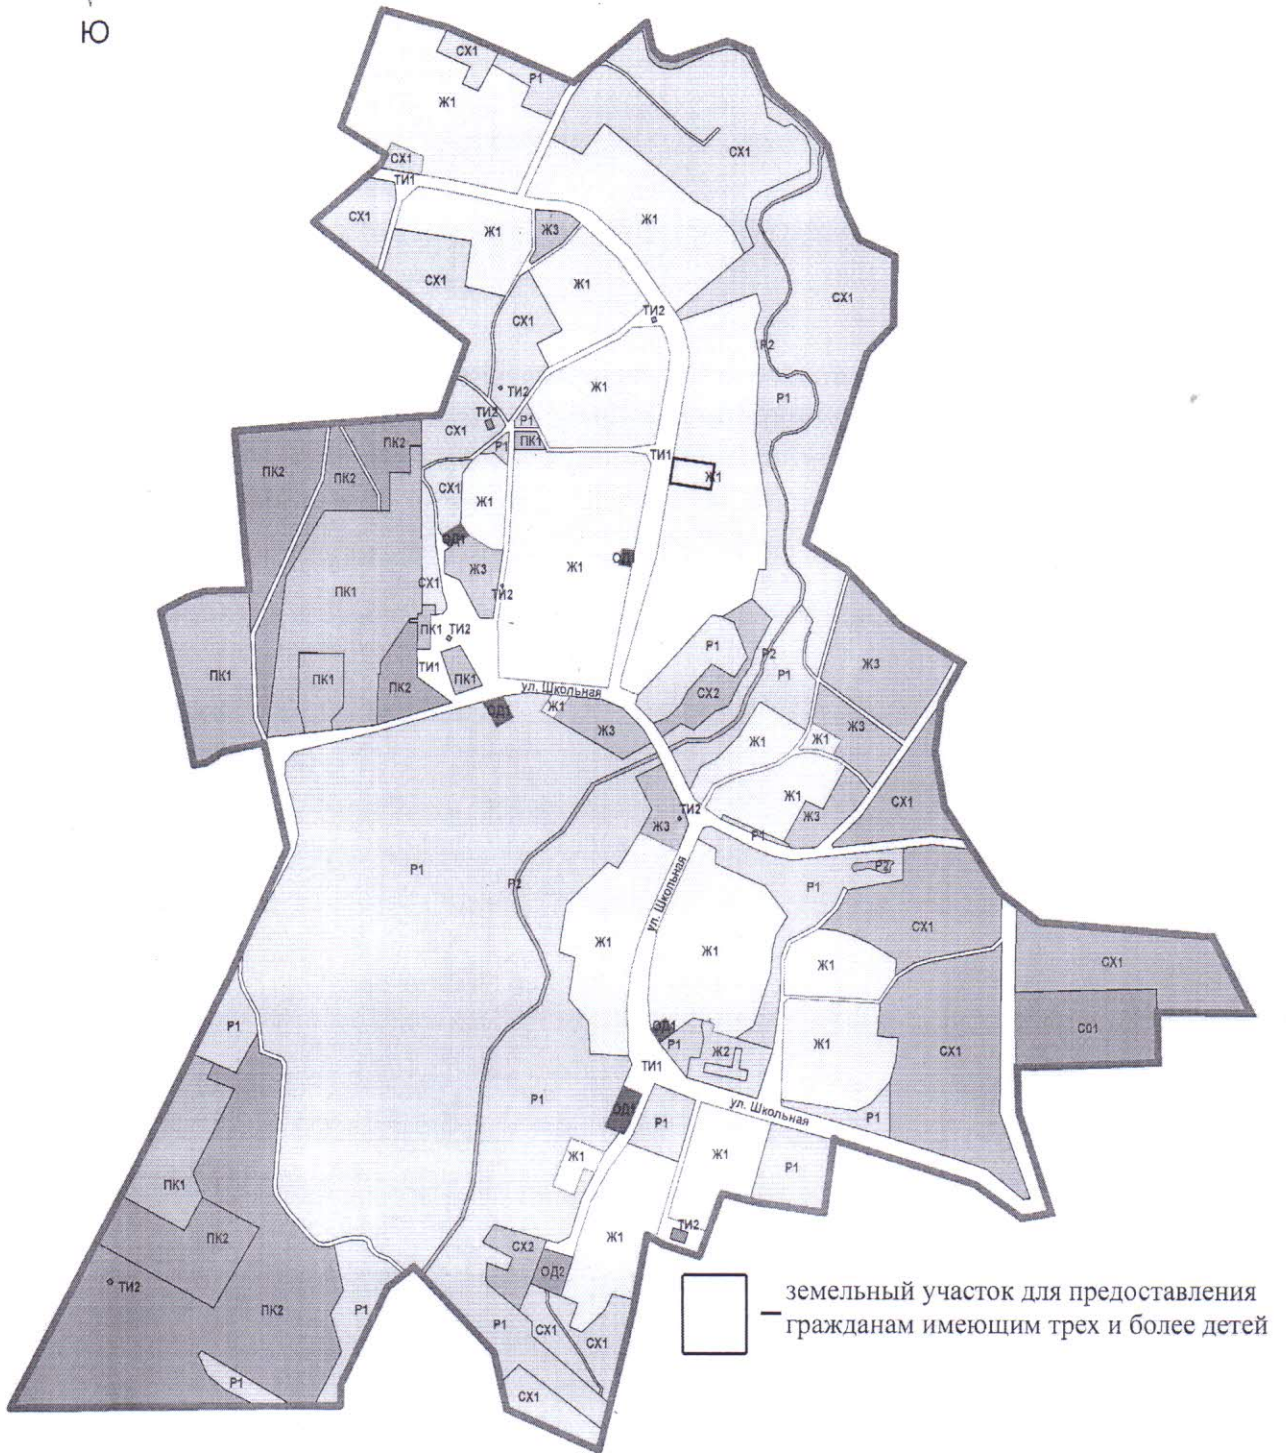 Ю
СХ1
Р1
Ж1
СХ1
СХ1
ТИ1
СХ1
Ж1
Ж3
Ж1
СХ1
Ж1
СХ1
СХ1
ТИ2
Р2
Ж1
ТИ2
Р1
ТИ2
Р1
СХ1
ПК2
Р1
ПК1
ТИ1
ПК2
ПК2
СХ1
Ж1
Ж1
ОД1
Ж3
Ж1
СХ1
ПК1
ТИ2
ПК1
ТИ2
Р1
Р2
Ж3
ТИ1
ПК1
ПК1
ПК1
ПК2
СХ2
Р1
ул. Школьная
ОД1
Ж1
Ж3
Ж1
Ж1
Ж3
Ж1
СХ1
ТИ2
Ж3
Ж3
Р1
Р1
Р2
Р2
Р1
ул. Школьная
Ж1
Ж1
СХ1
Ж1
СХ1
Р1
ОД1
С01
Р1
Ж2
Ж1
СХ1
ТИ1
Р1
ОД1
Р1
ул. Школьная
Р1
Ж1
Ж1
Р1
ПК1
ТИ2
ПК2
Ж1
СХ2
ОД2
ТИ2
ПК2
Р1
Р1
СХ1
СХ1
Р1
СХ1
– земельный участок для предоставления
гражданам имеющим трех и более детей